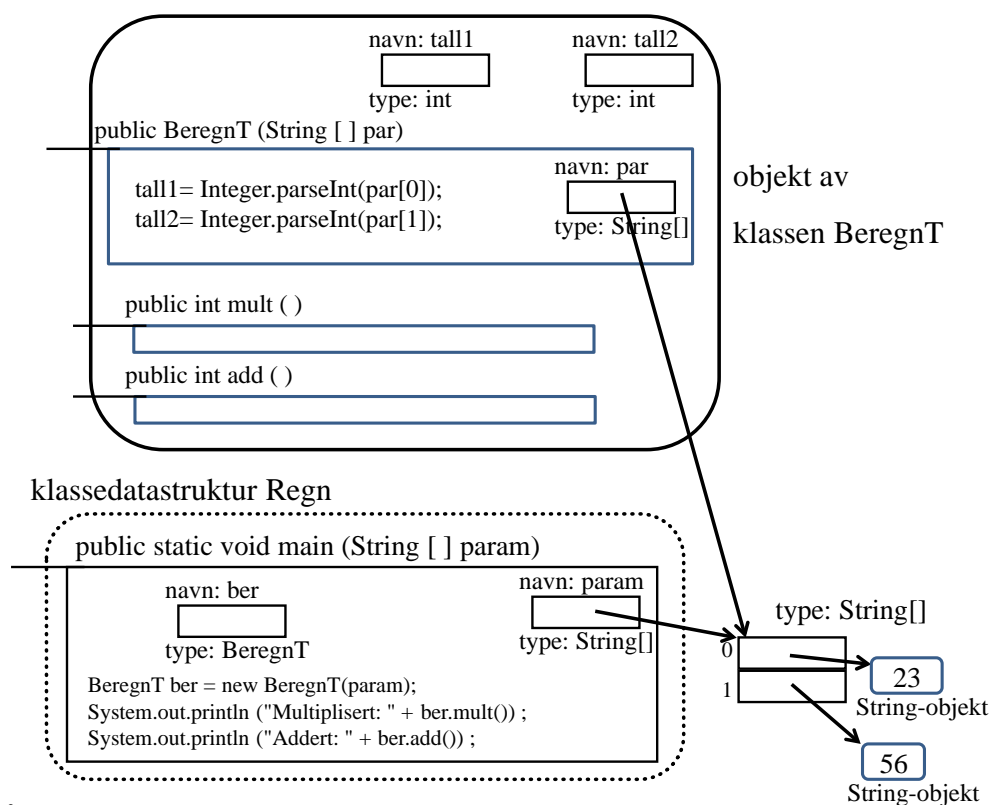 navn: tall1
navn: tall2
type: int
type: int
public BeregnT (String [ ] par)
navn: par
tall1= Integer.parseInt(par[0]);
tall2= Integer.parseInt(par[1]);
type: String[]
objekt av
klassen BeregnT
public int mult ( )
public int add ( )
klassedatastruktur Regn
public static void main (String [ ] param)
navn: ber
navn: param
type: BeregnT
type: String[]
BeregnT ber = new BeregnT(param);
System.out.println ("Multiplisert: " + ber.mult()) ;
System.out.println ("Addert: " + ber.add()) ;
type: String[]
0
1
23
String-objekt
56
String-objekt